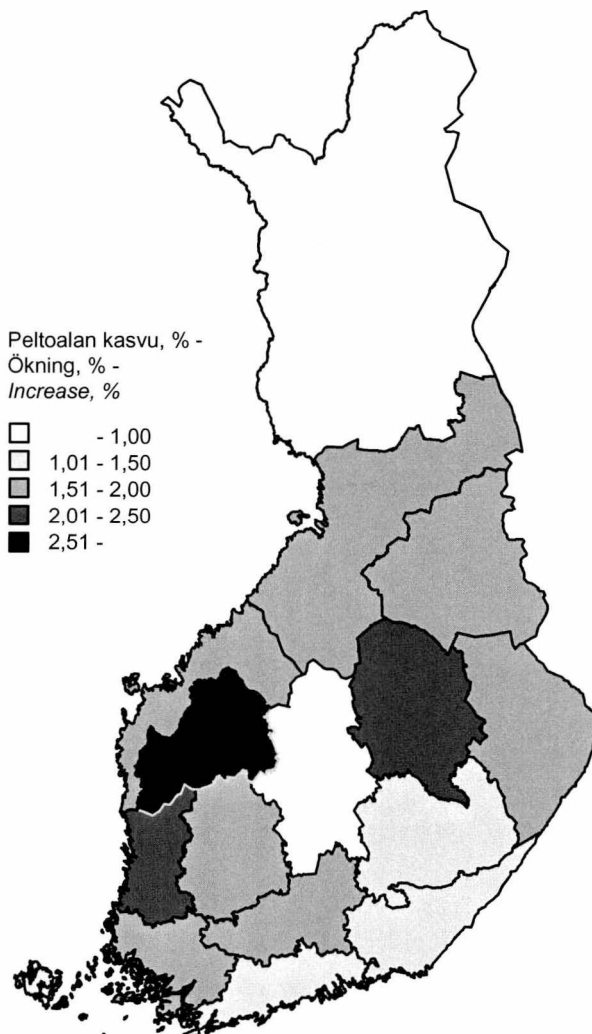 Peltoalan kasvu, % -
Ökning, % -
Increase, %
- 1,00
1,01 - 1,50
1,51 - 2,00
2,01 - 2,50
2,51 -